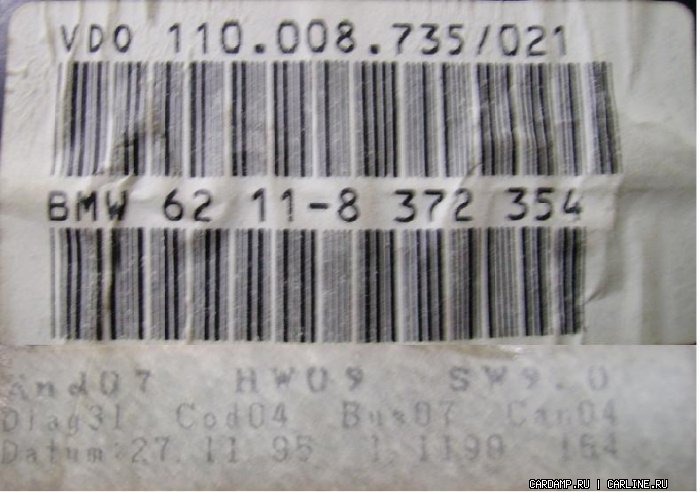 VDO 110.008.735/021
BMW 62 11-8 372 354
Änd07 HW09 SW9.0
Diag31 Cod04 Bus07 Can04
Datum:27.11.95 1.1190 164
CARDAMP.RU | CARLINE.RU